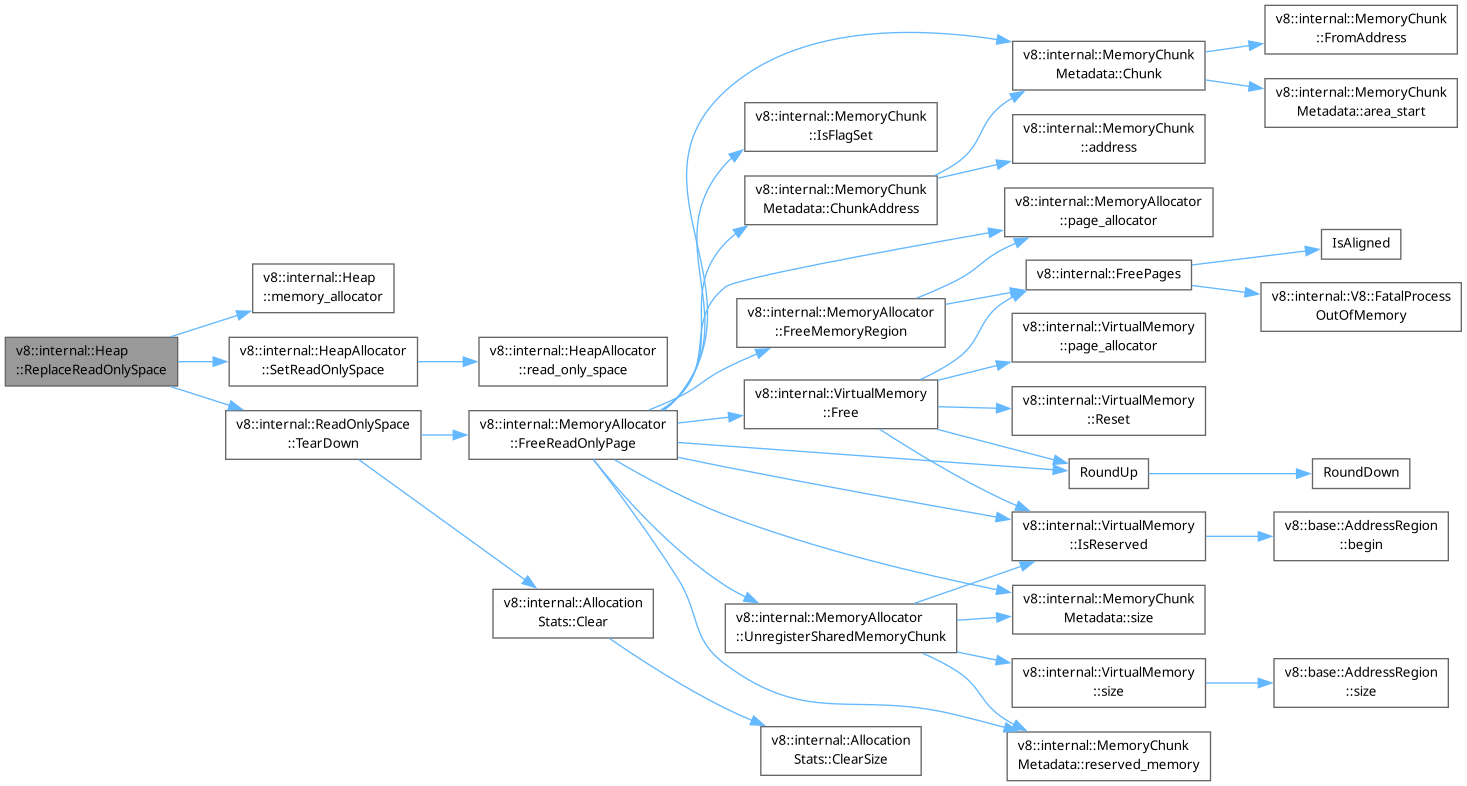 v8::internal::Heap
::ReplaceReadOnlySpace
v8::internal::Heap
::memory_allocator
v8::internal::HeapAllocator
::SetReadOnlySpace
v8::internal::HeapAllocator
::read_only_space
v8::internal::ReadOnlySpace
::TearDown
v8::internal::MemoryAllocator
::FreeReadOnlyPage
v8::internal::MemoryChunk
Metadata::Chunk
v8::internal::MemoryChunk
::FromAddress
v8::internal::MemoryChunk
Metadata::area_start
v8::internal::MemoryChunk
::IsFlagSet
v8::internal::MemoryChunk
Metadata::ChunkAddress
v8::internal::MemoryChunk
::address
v8::internal::MemoryAllocator
::page_allocator
v8::internal::MemoryAllocator
::FreeMemoryRegion
v8::internal::FreePages
IsAligned
v8::internal::V8::FatalProcess
OutOfMemory
v8::internal::VirtualMemory
::Free
v8::internal::VirtualMemory
::page_allocator
v8::internal::VirtualMemory
::Reset
RoundUp
RoundDown
v8::internal::VirtualMemory
::IsReserved
v8::base::AddressRegion
::begin
v8::internal::MemoryChunk
Metadata::size
v8::internal::MemoryAllocator
::UnregisterSharedMemoryChunk
v8::internal::VirtualMemory
::size
v8::base::AddressRegion
::size
v8::internal::MemoryChunk
Metadata::reserved_memory
v8::internal::Allocation
Stats::Clear
v8::internal::Allocation
Stats::ClearSize